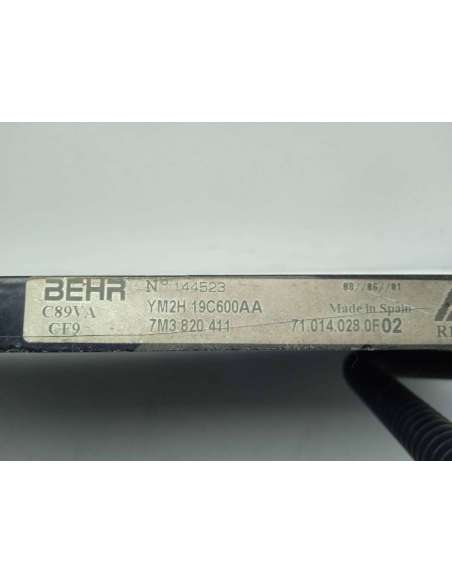 BEHR Nº 144523 08//06//01
C89VA YM2H 19C600AA Made in Spain
CF9 7M3 820 411 71.014.028.0F02